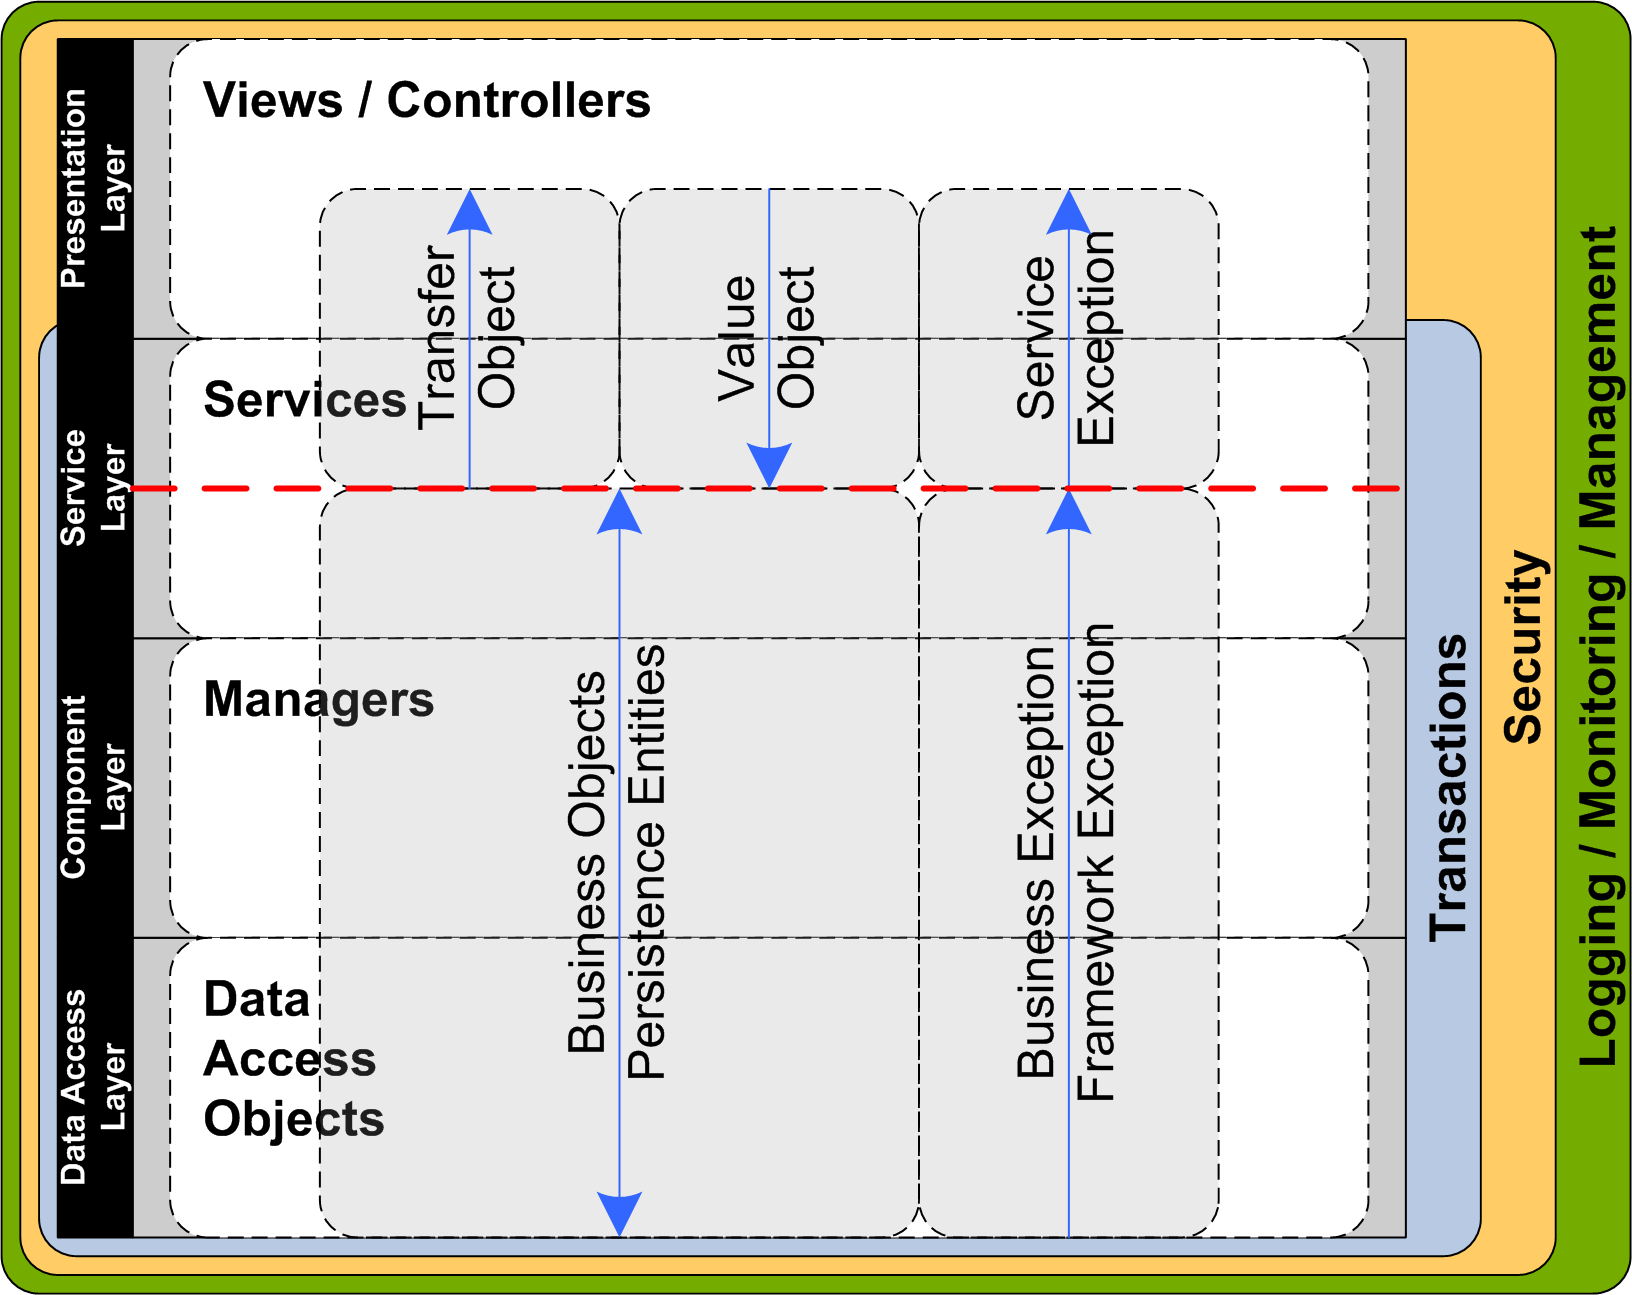 Presentation
Layer
Views / Controllers
Transfer
Object
Value
Object
Service
Exception
Service
Layer
Services
Component
Layer
Managers
Business Objects
Persistence Entities
Business Exception
Framework Exception
Data Access
Layer
Data
Access
Objects
Transactions
Security
Logging / Monitoring / Management